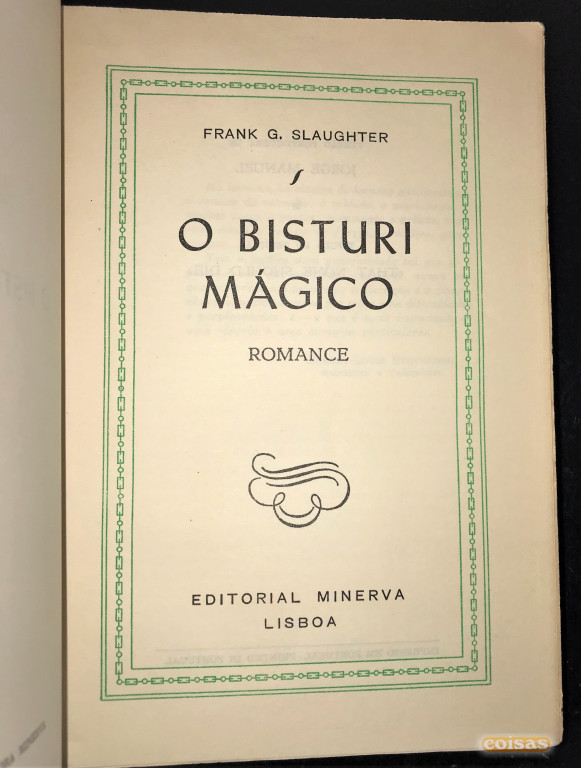 FRANK G. SLAUGHTER
O BISTURI
MÁGICO
ROMANCE
EDITORIAL MINERVA
LISBOA
coisas